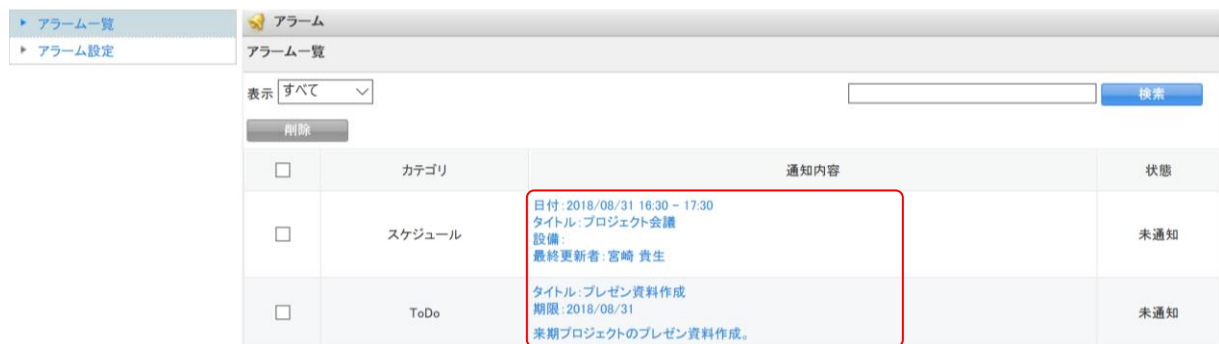 アラーム一覧
アラーム設定
アラーム
アラーム一覧
表示 すべて
検索
削除
カテゴリ 通知内容 状態
スケジュール
日付:2018/08/31 16:30 - 17:30
タイトル:プロジェクト会議
設備:
最終更新者:宮崎 貴生
未通知
ToDo
タイトル:プレゼン資料作成
期限:2018/08/31
来期プロジェクトのプレゼン資料作成。
未通知